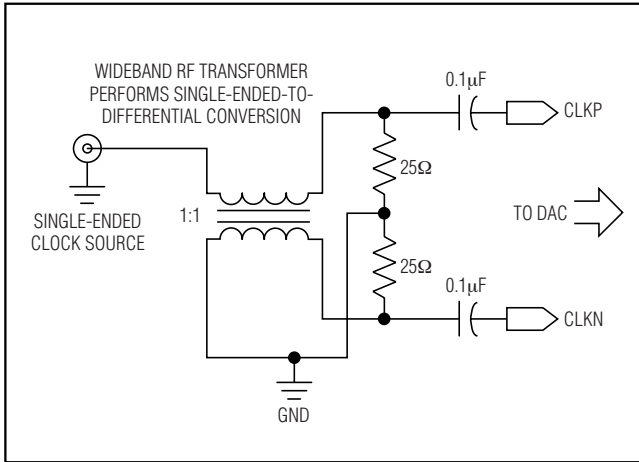 WIDEBAND RF TRANSFORMER
PERFORMS SINGLE-ENDED-TO-
DIFFERENTIAL CONVERSION
0.1μF
CLKP
25Ω
SINGLE-ENDED
CLOCK SOURCE
1:1
TO DAC
25Ω
0.1μF
CLKN
GND